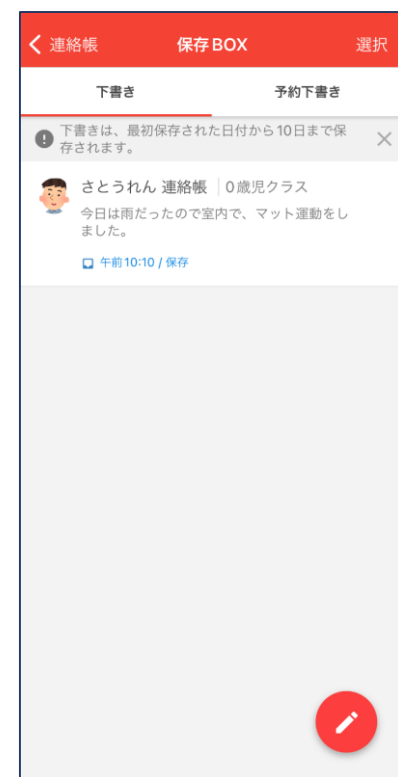 連絡帳 保存BOX 選択
下書き 予約下書き
下書きは、最初保存された日付から10日まで保
存されます。
さとうれん 連絡帳 | 0歳児クラス
今日は雨だったので室内で、マット運動をし
ました。
午前10:10 / 保存